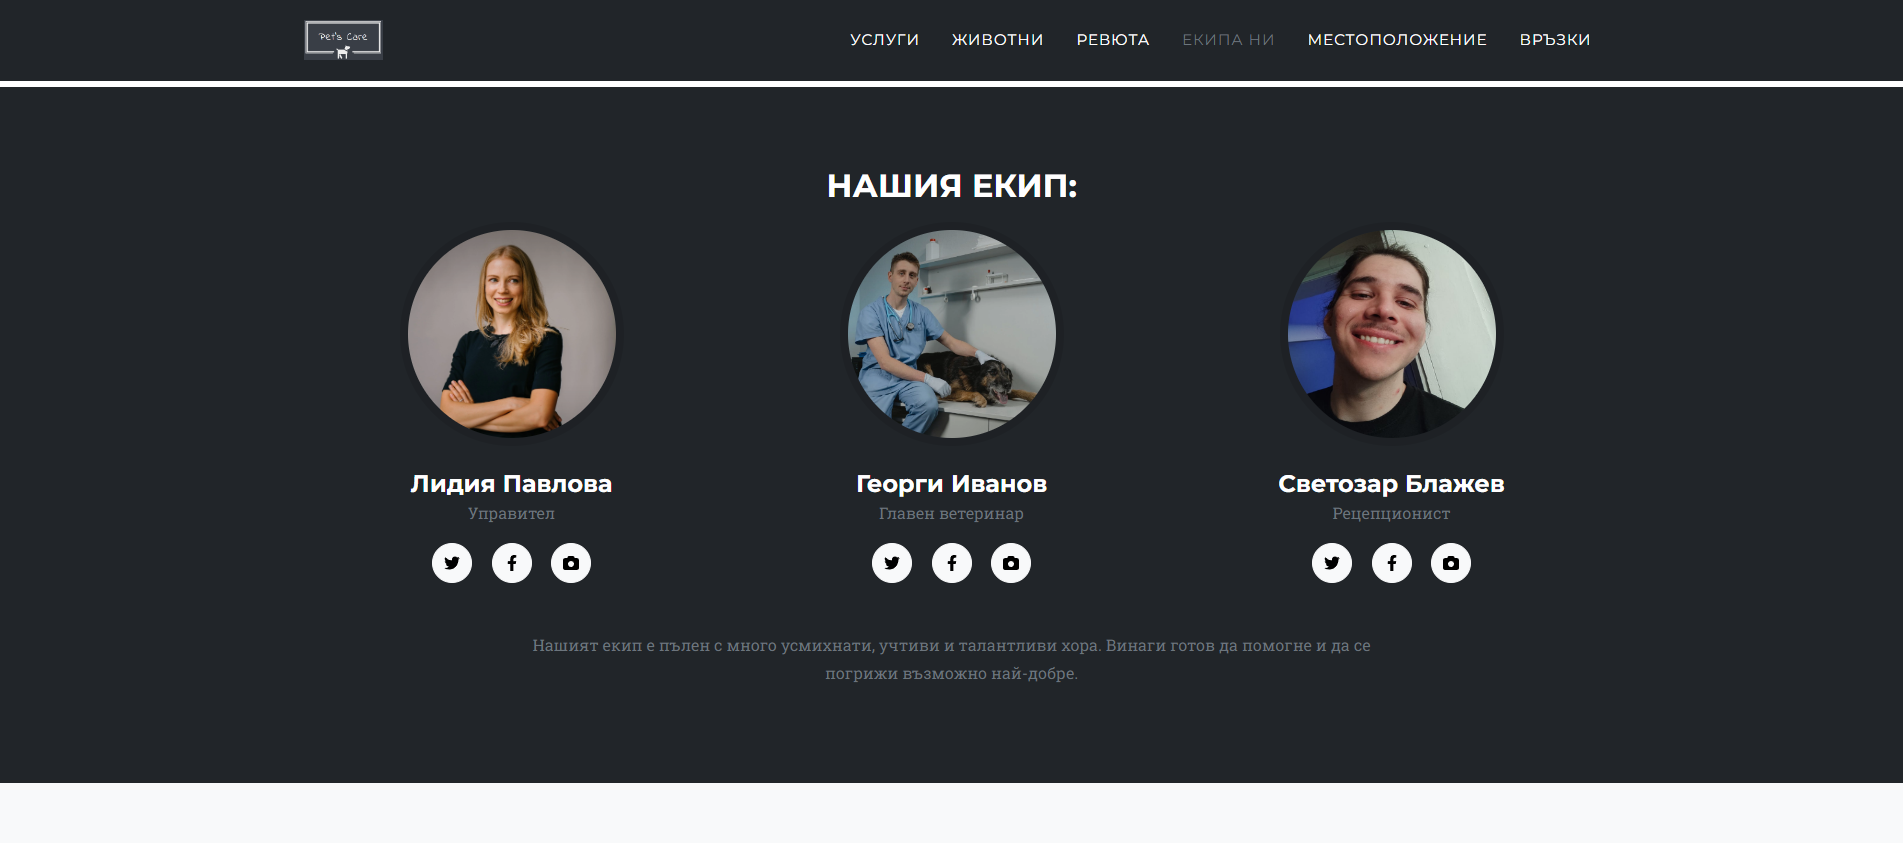 Pet's Care
УСЛУГИ ЖИВОТНИ РЕВЮТА ЕКИПА НИ МЕСТОПОЛОЖЕНИЕ ВРЪЗКИ
НАШИЯ ЕКИП:
Лидия Павлова
Управител
Георги Иванов
Главен ветеринар
Светозар Блажев
Рецепционист
Нашият екип е пълен с много усмихнати, учтиви и талантливи хора. Винаги готов да помогне и да се
погрижи възможно най-добре.